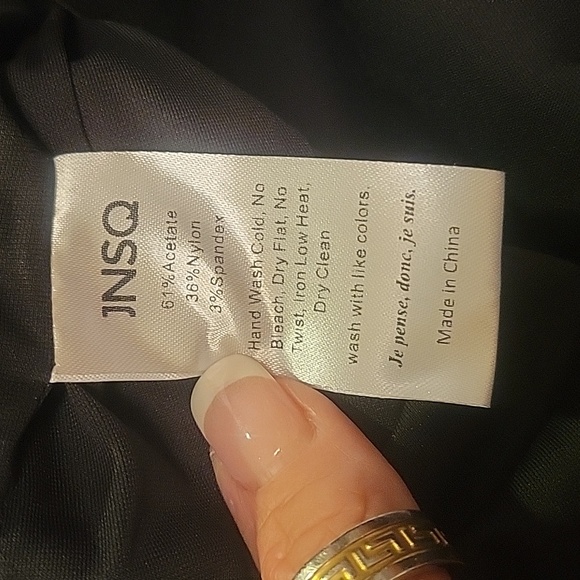 JNSQ
61%Acetate
36%Nylon
3%Spandex
Hand Wash Cold, No
Bleach, Dry Flat, No
Twist, Iron Low Heat,
Dry Clean
wash with like colors.
Je pense, donc, je suis.
Made In China